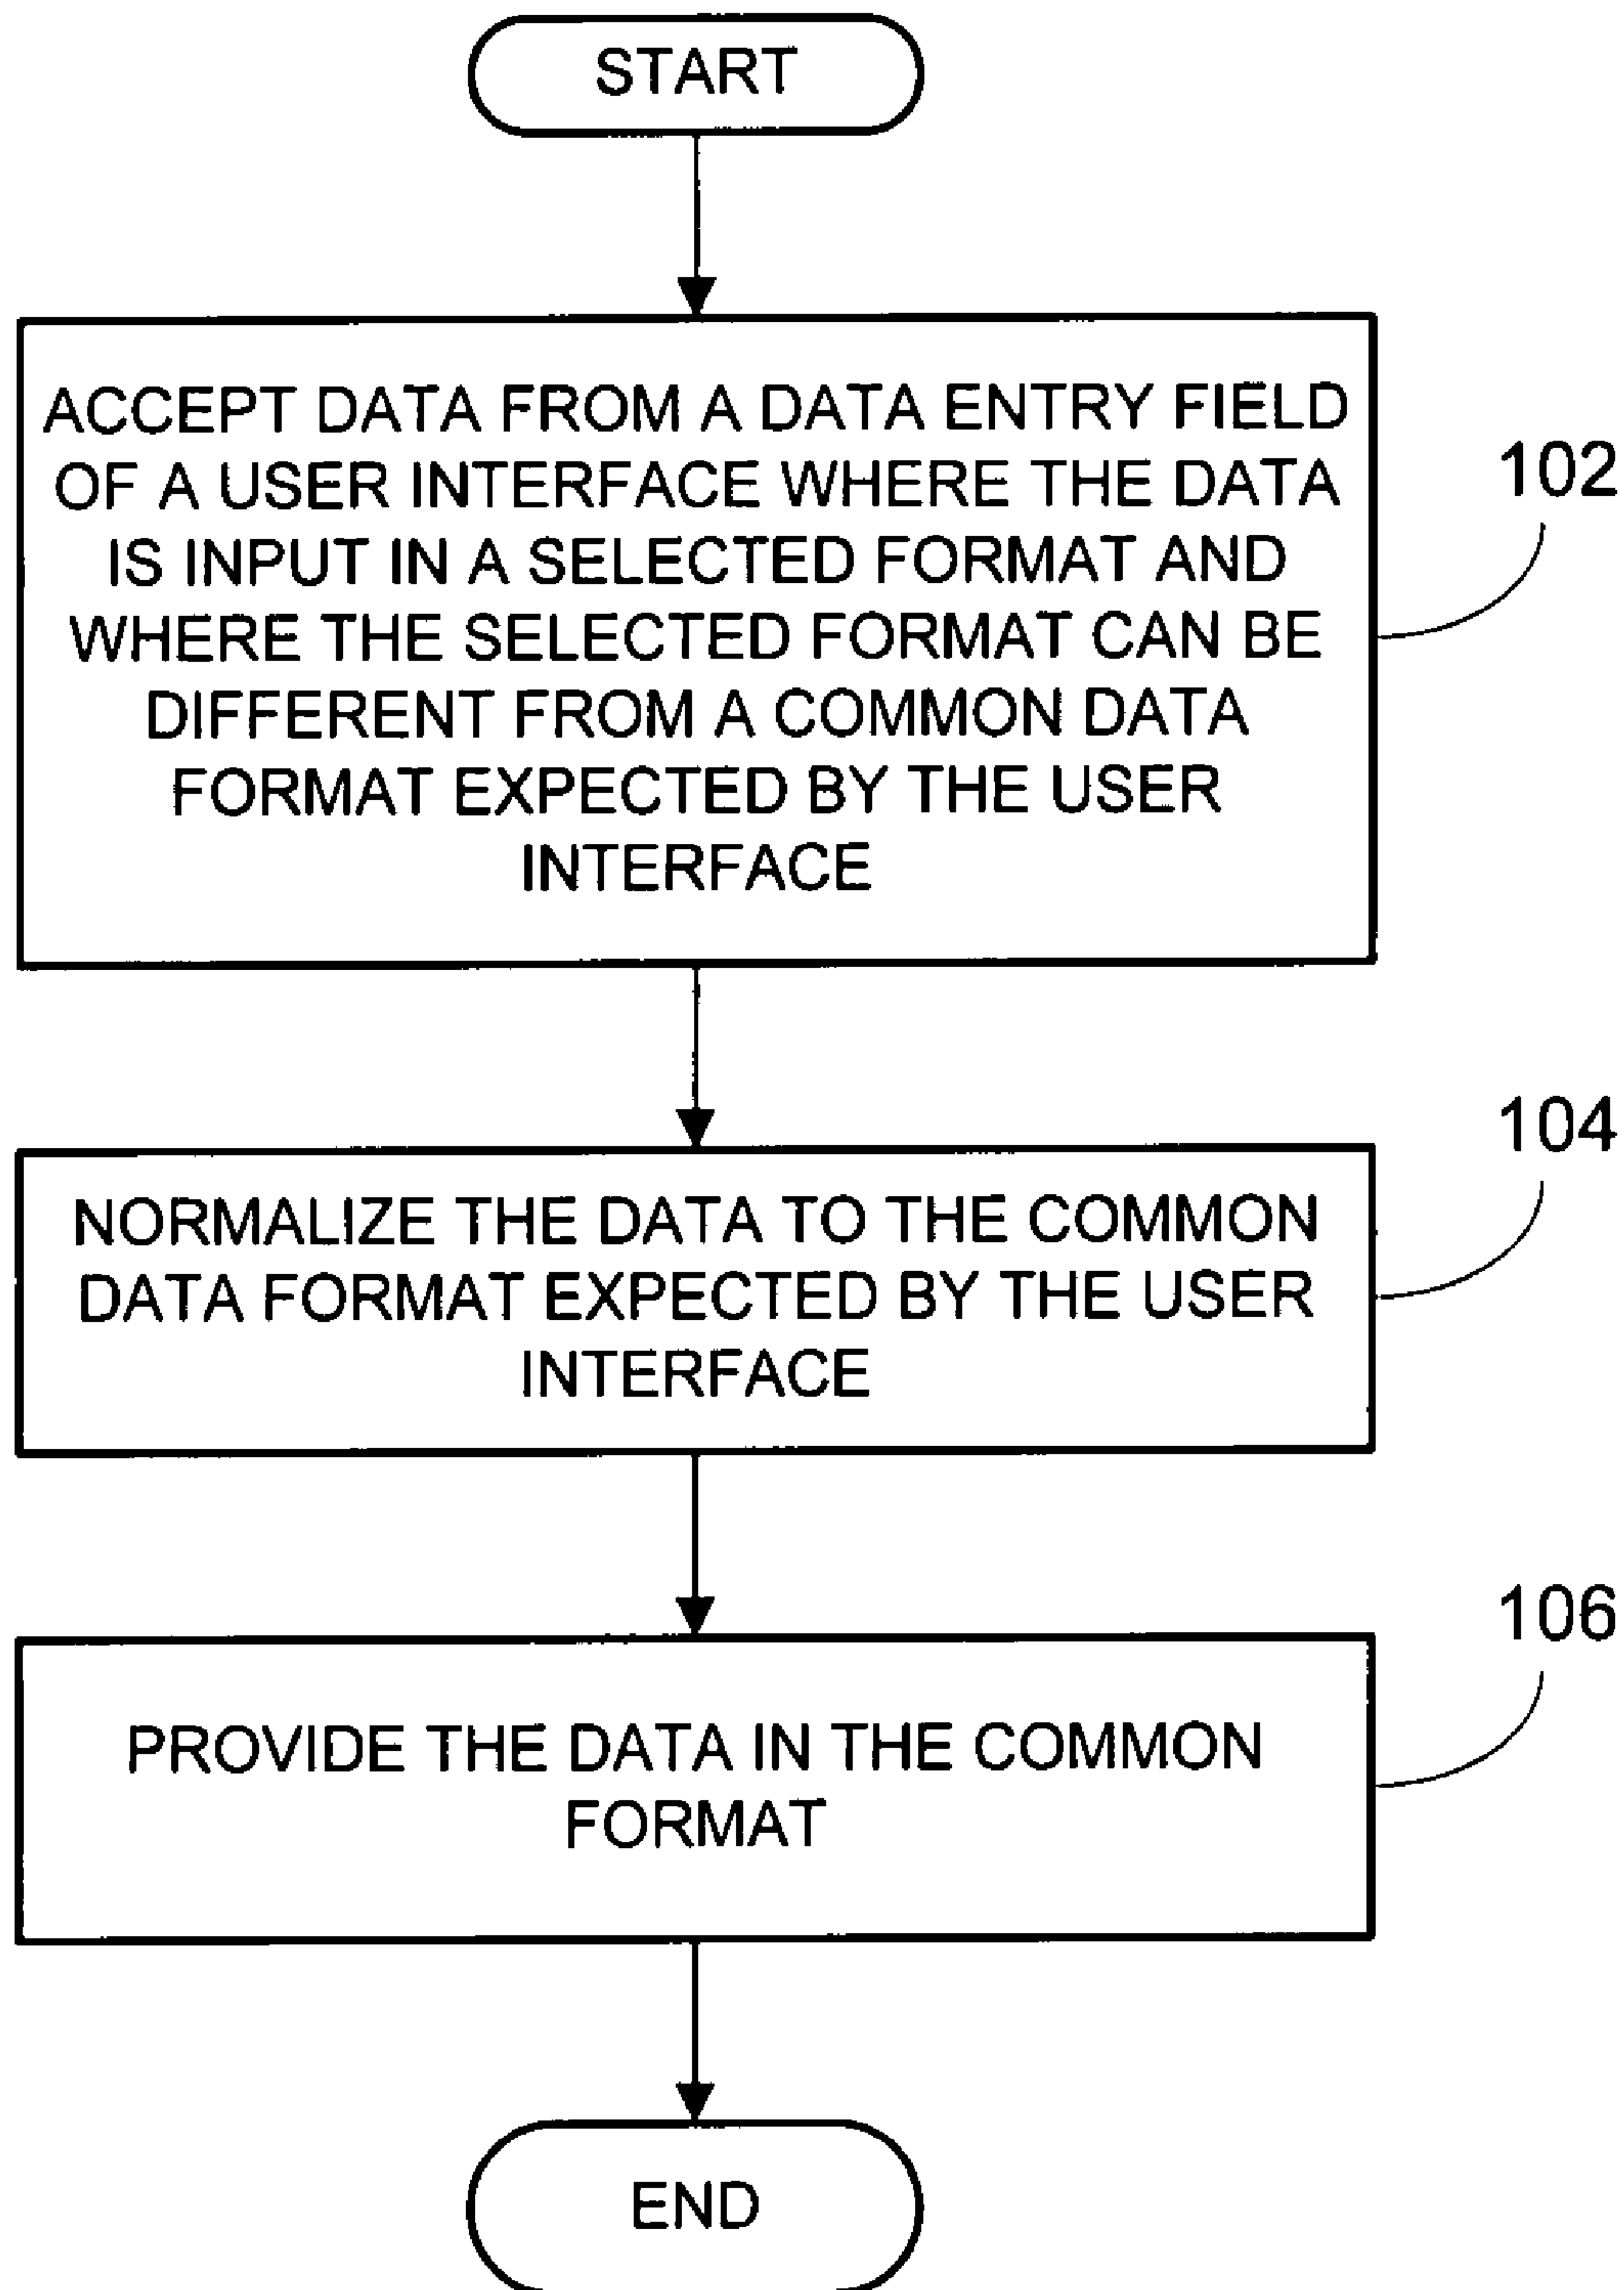 START
ACCEPT DATA FROM A DATA ENTRY FIELD
OF A USER INTERFACE WHERE THE DATA
IS INPUT IN A SELECTED FORMAT AND
WHERE THE SELECTED FORMAT CAN BE
DIFFERENT FROM A COMMON DATA
FORMAT EXPECTED BY THE USER
INTERFACE
102
NORMALIZE THE DATA TO THE COMMON
DATA FORMAT EXPECTED BY THE USER
INTERFACE
104
PROVIDE THE DATA IN THE COMMON
FORMAT
106
END